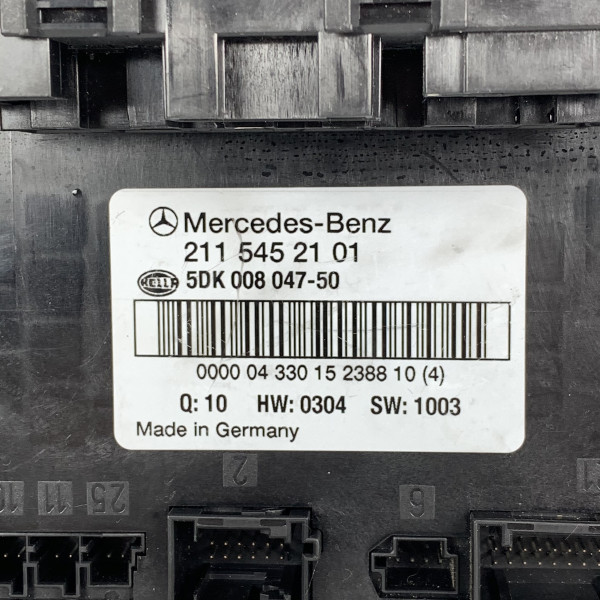 Mercedes-Benz
211 545 21 01
HELLA 5DK 008 047-50
0000 04 330 15 2388 10 (4)
Q: 10 HW: 0304 SW: 1003
Made in Germany
2
6
11 25